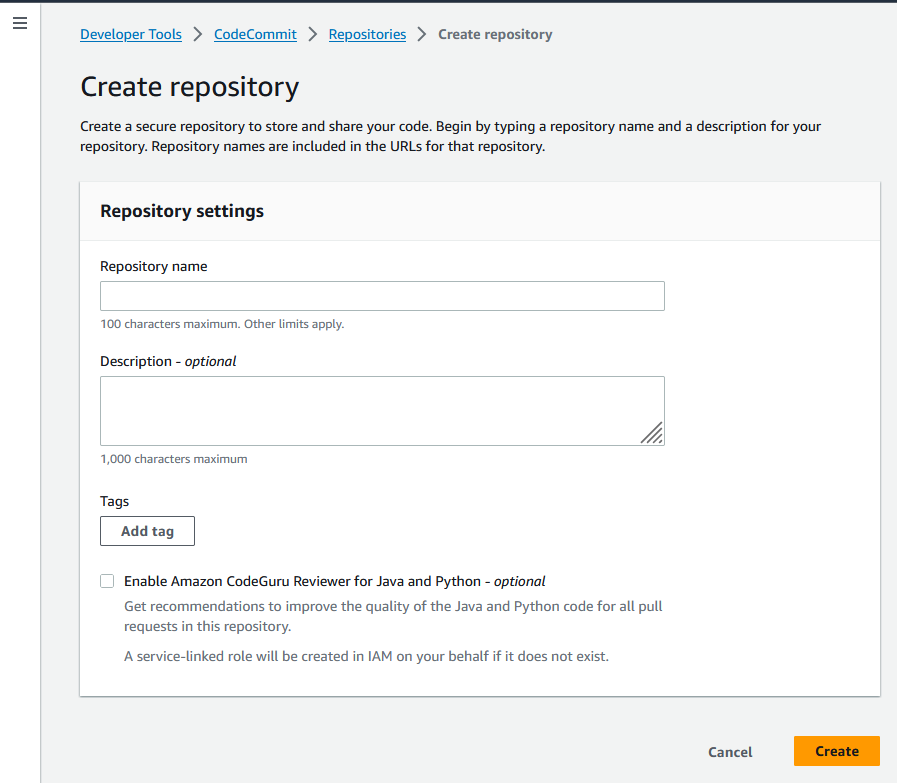 Developer Tools > CodeCommit > Repositories > Create repository
Create repository
Create a secure repository to store and share your code. Begin by typing a repository name and a description for your
repository. Repository names are included in the URLs for that repository.
Repository settings
Repository name
100 characters maximum. Other limits apply.
Description - optional
1,000 characters maximum
Tags
Add tag
Enable Amazon CodeGuru Reviewer for Java and Python - optional
Get recommendations to improve the quality of the Java and Python code for all pull
requests in this repository.
A service-linked role will be created in IAM on your behalf if it does not exist.
Cancel Create